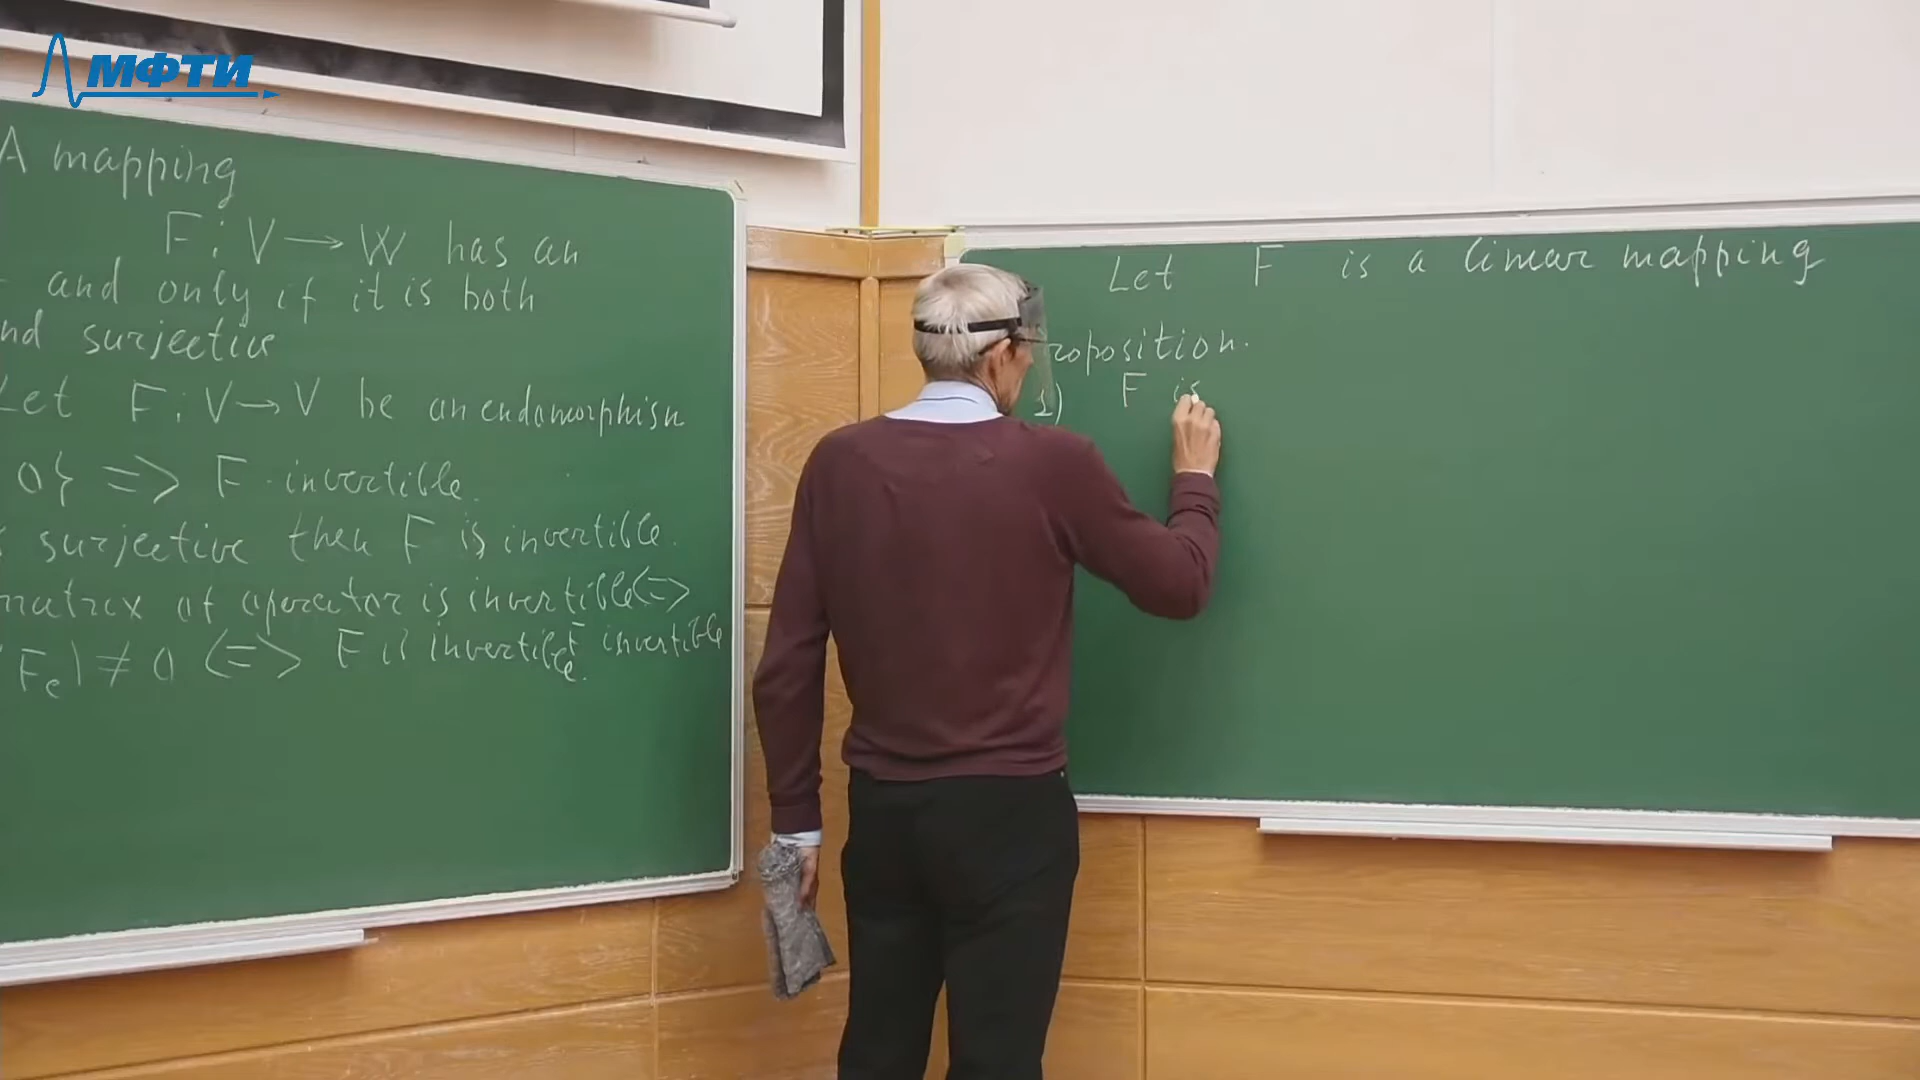 МФТИ
A mapping
F : V → W has an
and only if it is both
nd surjective
Let F : V → V be an endomorphism
0} => F invertible.
s surjective then F is invertible.
matrix of operator is invertible <=>
F invertible
Fe) ≠ 0 <=> F is invertible.
Let F is a linear mapping
roposition.
1) F is